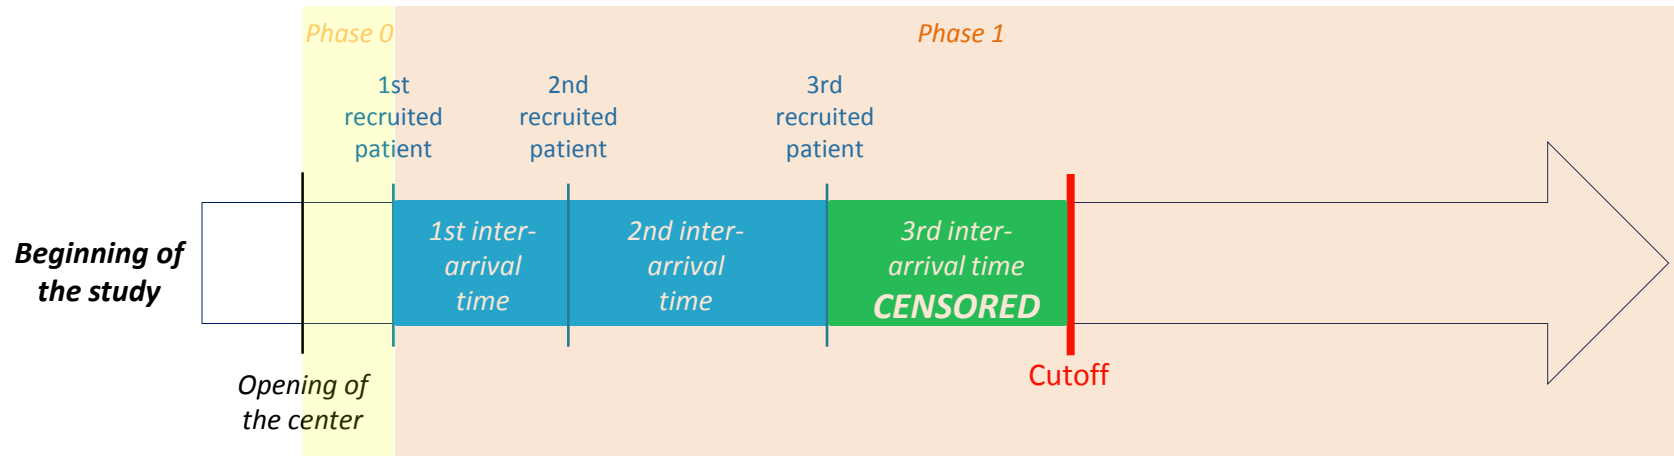 Phase 0
Phase 1
1st
recruited
patient
2nd
recruited
patient
3rd
recruited
patient
Beginning of
the study
1st inter-
arrival
time
2nd inter-
arrival
time
3rd inter-
arrival time
CENSORED
Opening of
the center
Cutoff